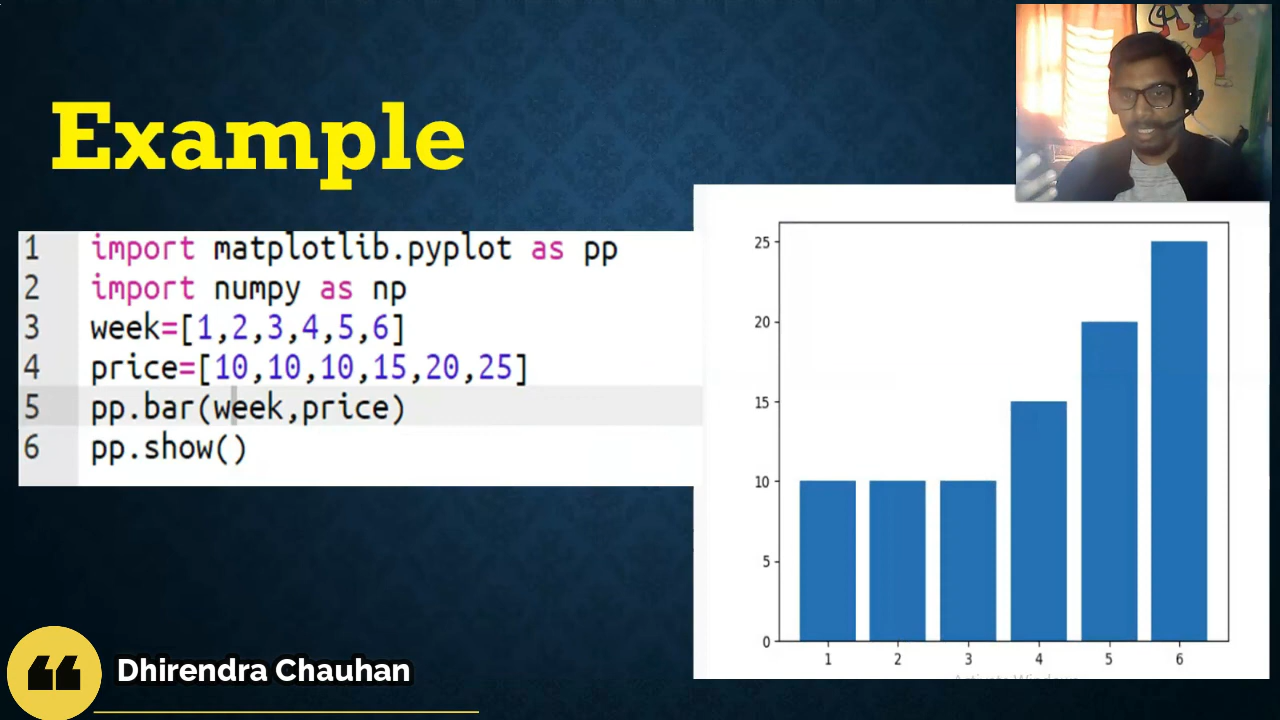 Example
1 import matplotlib.pyplot as pp
2 import numpy as np
3 week=[1,2,3,4,5,6]
4 price=[10,10,10,15,20,25]
5 pp.bar(week,price)
6 pp.show()
25
20
15
10
5
0
1 2 3 4 5 6
Activate Windows
Dhirendra Chauhan